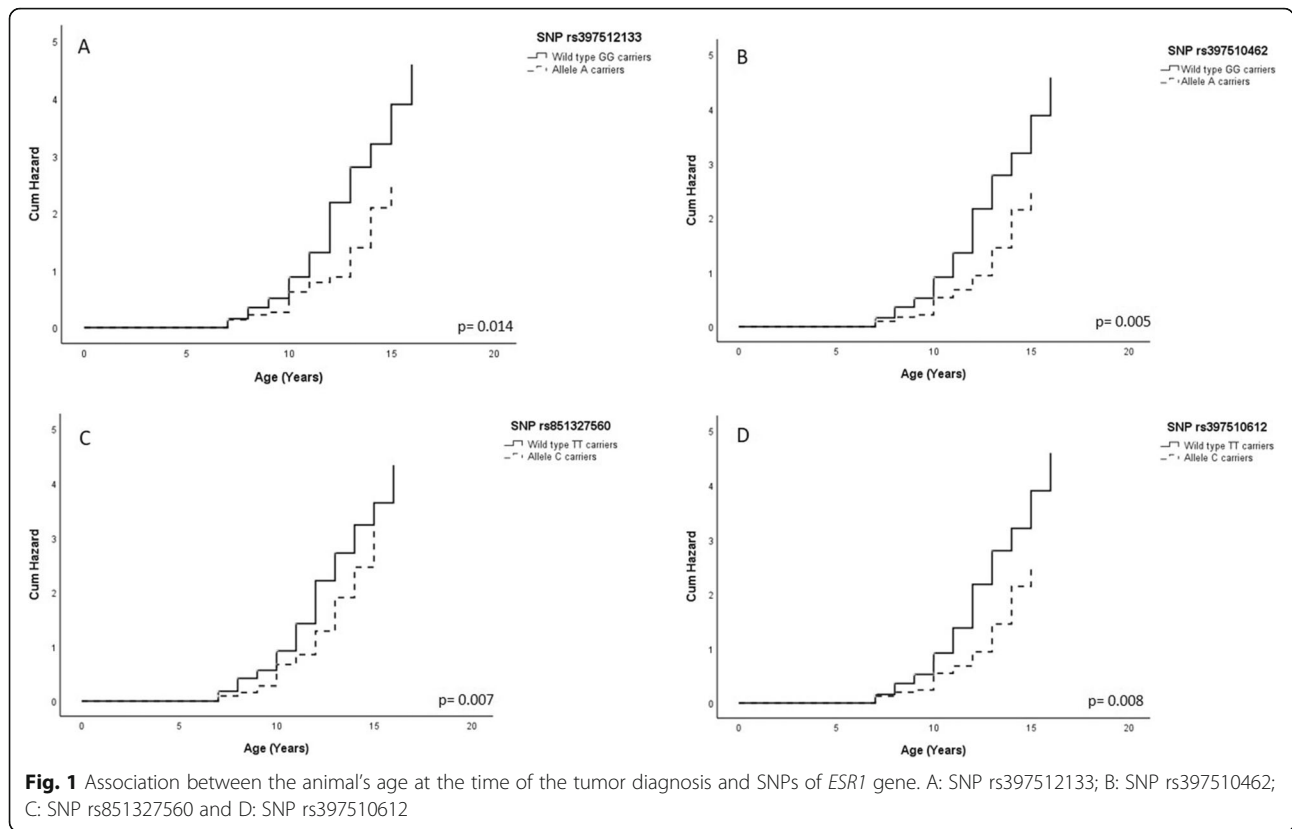 A
SNP rs397512133
Wild type GG carriers
Allele A carriers
5
4
3
2
1
0
Cum Hazard
0 5 10 15 20
Age (Years)
p= 0.014
B
SNP rs397510462
Wild type GG carriers
Allele A carriers
5
4
3
2
1
0
Cum Hazard
0 5 10 15 20
Age (Years)
p= 0.005
C
SNP rs851327560
Wild type TT carriers
Allele C carriers
5
4
3
2
1
0
Cum Hazard
0 5 10 15 20
Age (Years)
p= 0.007
D
SNP rs397510612
Wild type TT carriers
Allele C carriers
5
4
3
2
1
0
Cum Hazard
0 5 10 15 20
Age (Years)
p= 0.008
Fig. 1 Association between the animal's age at the time of the tumor diagnosis and SNPs of ESR1 gene. A: SNP rs397512133; B: SNP rs397510462;
C: SNP rs851327560 and D: SNP rs397510612